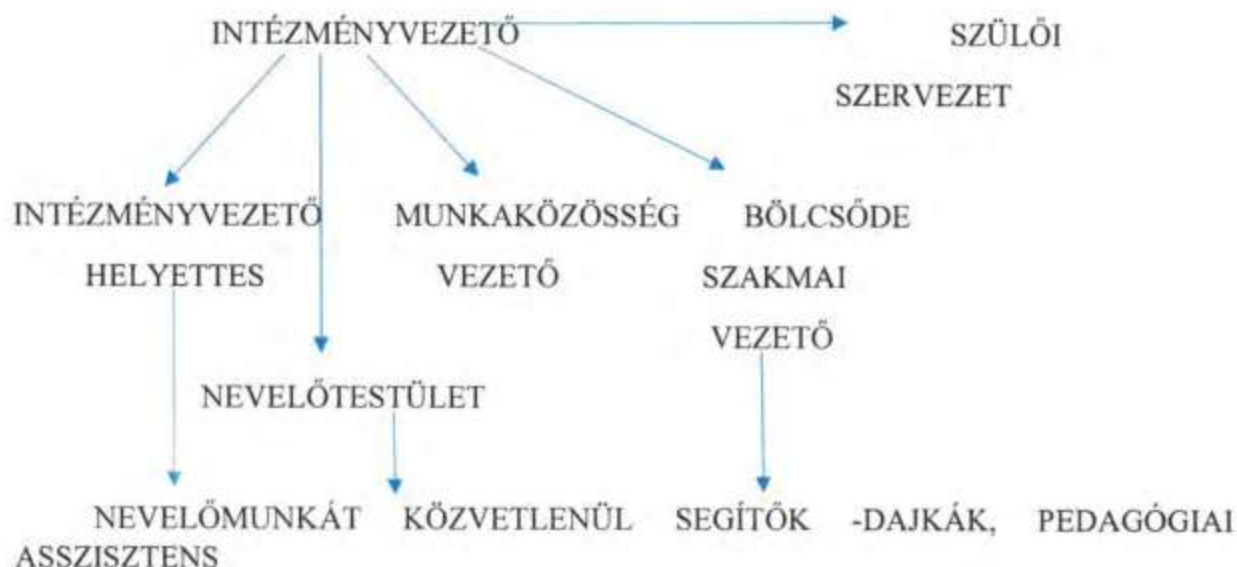 INTÉZMÉNYVEZETŐ SZÜLŐI
SZERVEZET
INTÉZMÉNYVEZETŐ MUNKAKÖZÖSSÉG BÖLCSŐDE
HELYETTES VEZETŐ SZAKMAI
VEZETŐ
NEVELŐTESTÜLET
NEVELŐMUNKÁT KÖZVETLENÜL SEGÍTŐK -DAJKÁK, PEDAGÓGIAI
ASSZISZTENS